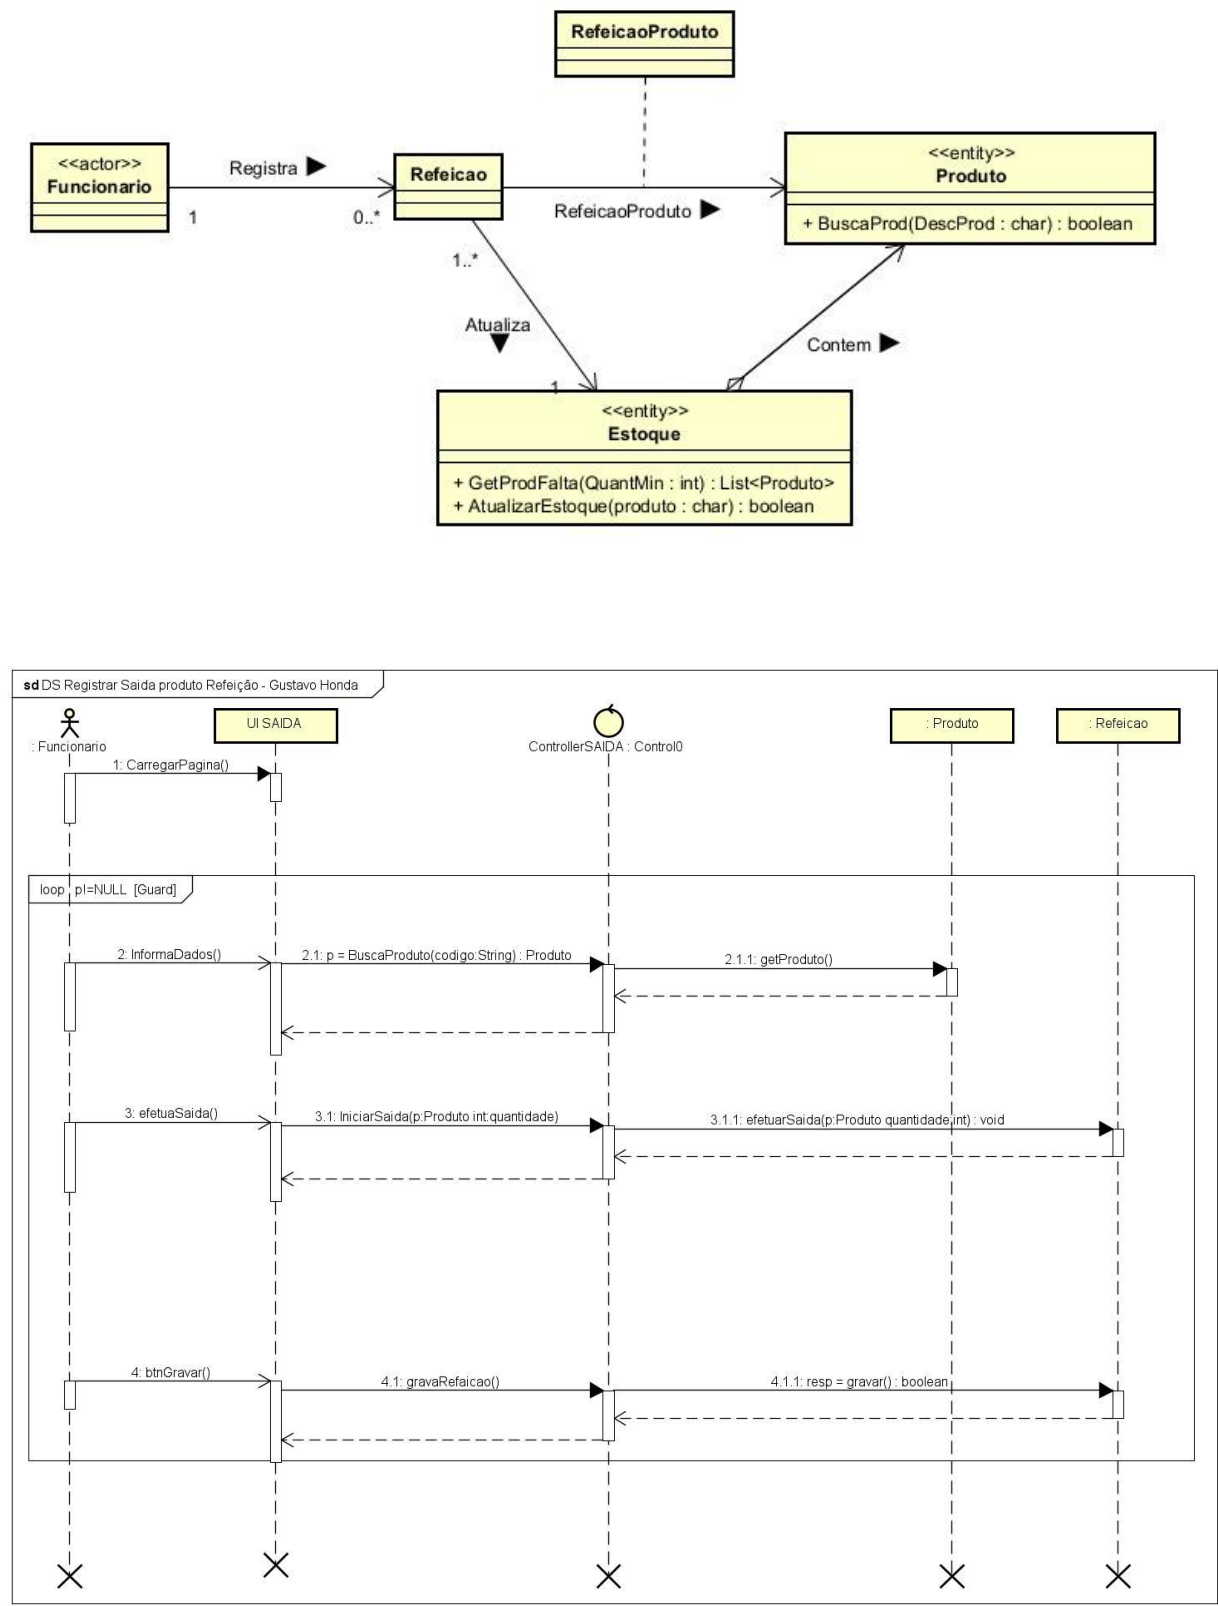 RefeicaoProduto
<<actor>>
Funcionario
Registra
1
0..*
Refeicao
RefeicaoProduto
<<entity>>
Produto
+ BuscaProd(DescProd : char) : boolean
1..*
Atualiza
1
Contem
<<entity>>
Estoque
+ GetProdFalta(QuantMin : int) : List<Produto>
+ AtualizarEstoque(produto : char) : boolean
sd DS Registrar Saida produto Refeição - Gustavo Honda
: Funcionario
UI SAIDA
ControllerSAIDA : Control0
: Produto
: Refeicao
1: CarregarPagina()
loop p!=NULL [Guard]
2: InformaDados()
2.1: p = BuscaProduto(codigo:String) : Produto
2.1.1: getProduto()
3: efetuaSaida()
3.1: IniciarSaida(p:Produto int:quantidade)
3.1.1: efetuarSaida(p:Produto quantidade:int) : void
4: btnGravar()
4.1: gravaRefaicao()
4.1.1: resp = gravar() : boolean